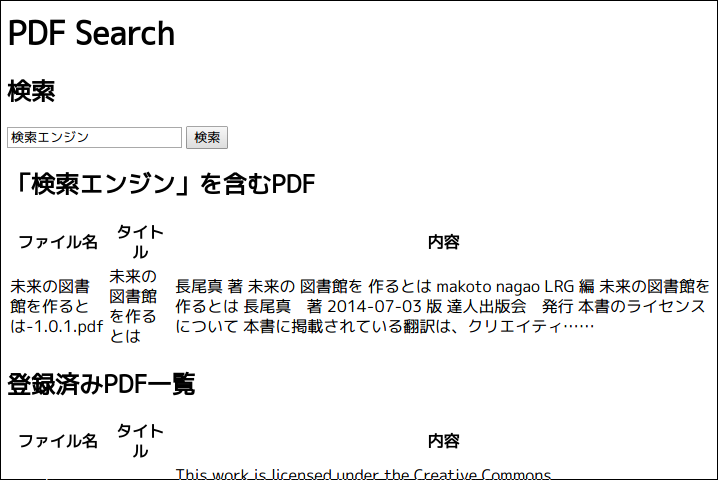 PDF Search
検索
検索エンジン 検索
「検索エンジン」を含むPDF
ファイル名 タイト 内容
ル
未来の図書 未来の 長尾真 著 未来の 図書館を 作るとは makoto nagao LRG 編 未来の図書館を
館を作ると 図書館 作るとは 長尾真　著 2014-07-03 版 達人出版会　発行 本書のライセンス
は-1.0.1.pdf を作る について 本書に掲載されている翻訳は、クリエイティ……
とは
登録済みPDF一覧
ファイル名 タイト 内容
ル
This work is licensed under the Creative Commons